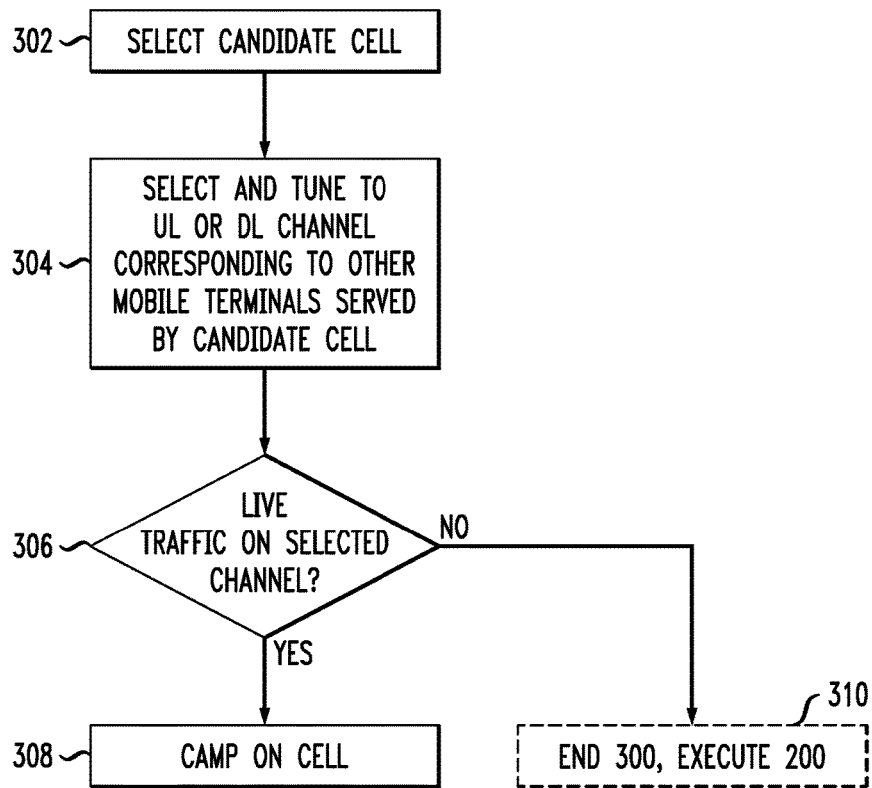 302
SELECT CANDIDATE CELL
304
SELECT AND TUNE TO
UL OR DL CHANNEL
CORRESPONDING TO OTHER
MOBILE TERMINALS SERVED
BY CANDIDATE CELL
306
LIVE
TRAFFIC ON SELECTED
CHANNEL?
NO
YES
308
CAMP ON CELL
310
END 300, EXECUTE 200